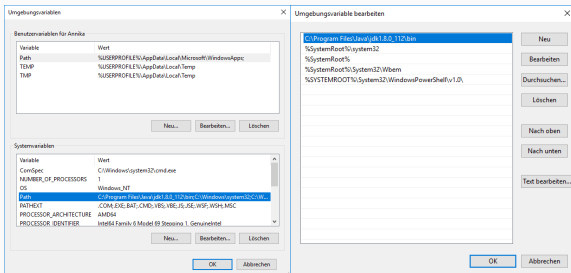 Umgebungsvariablen
Benutzervariablen für Annika
Variable Wert
Path %USERPROFILE%\AppData\Local\Microsoft\WindowsApps;
TEMP %USERPROFILE%\AppData\Local\Temp
TMP %USERPROFILE%\AppData\Local\Temp
Neu... Bearbeiten... Löschen
Systemvariablen
Variable Wert
ComSpec C:\Windows\system32\cmd.exe
NUMBER_OF_PROCESSORS 1
OS Windows_NT
Path C:\Program Files\Java\jdk1.8.0_112\bin;C:\Windows\system32;C:\W...
PATHEXT .COM;.EXE;.BAT;.CMD;.VBS;.VBE;.JS;.JSE;.WSF;.WSH;.MSC
PROCESSOR_ARCHITECTURE AMD64
PROCESSOR_IDENTIFIER Intel64 Family 6 Model 69 Stepping 1, GenuineIntel
Neu... Bearbeiten... Löschen
OK Abbrechen
Umgebungsvariable bearbeiten
C:\Program Files\Java\jdk1.8.0_112\bin
%SystemRoot%\system32
%SystemRoot%
%SystemRoot%\System32\Wbem
%SYSTEMROOT%\System32\WindowsPowerShell\v1.0\
Neu
Bearbeiten
Durchsuchen...
Löschen
Nach oben
Nach unten
Text bearbeiten...
OK Abbrechen